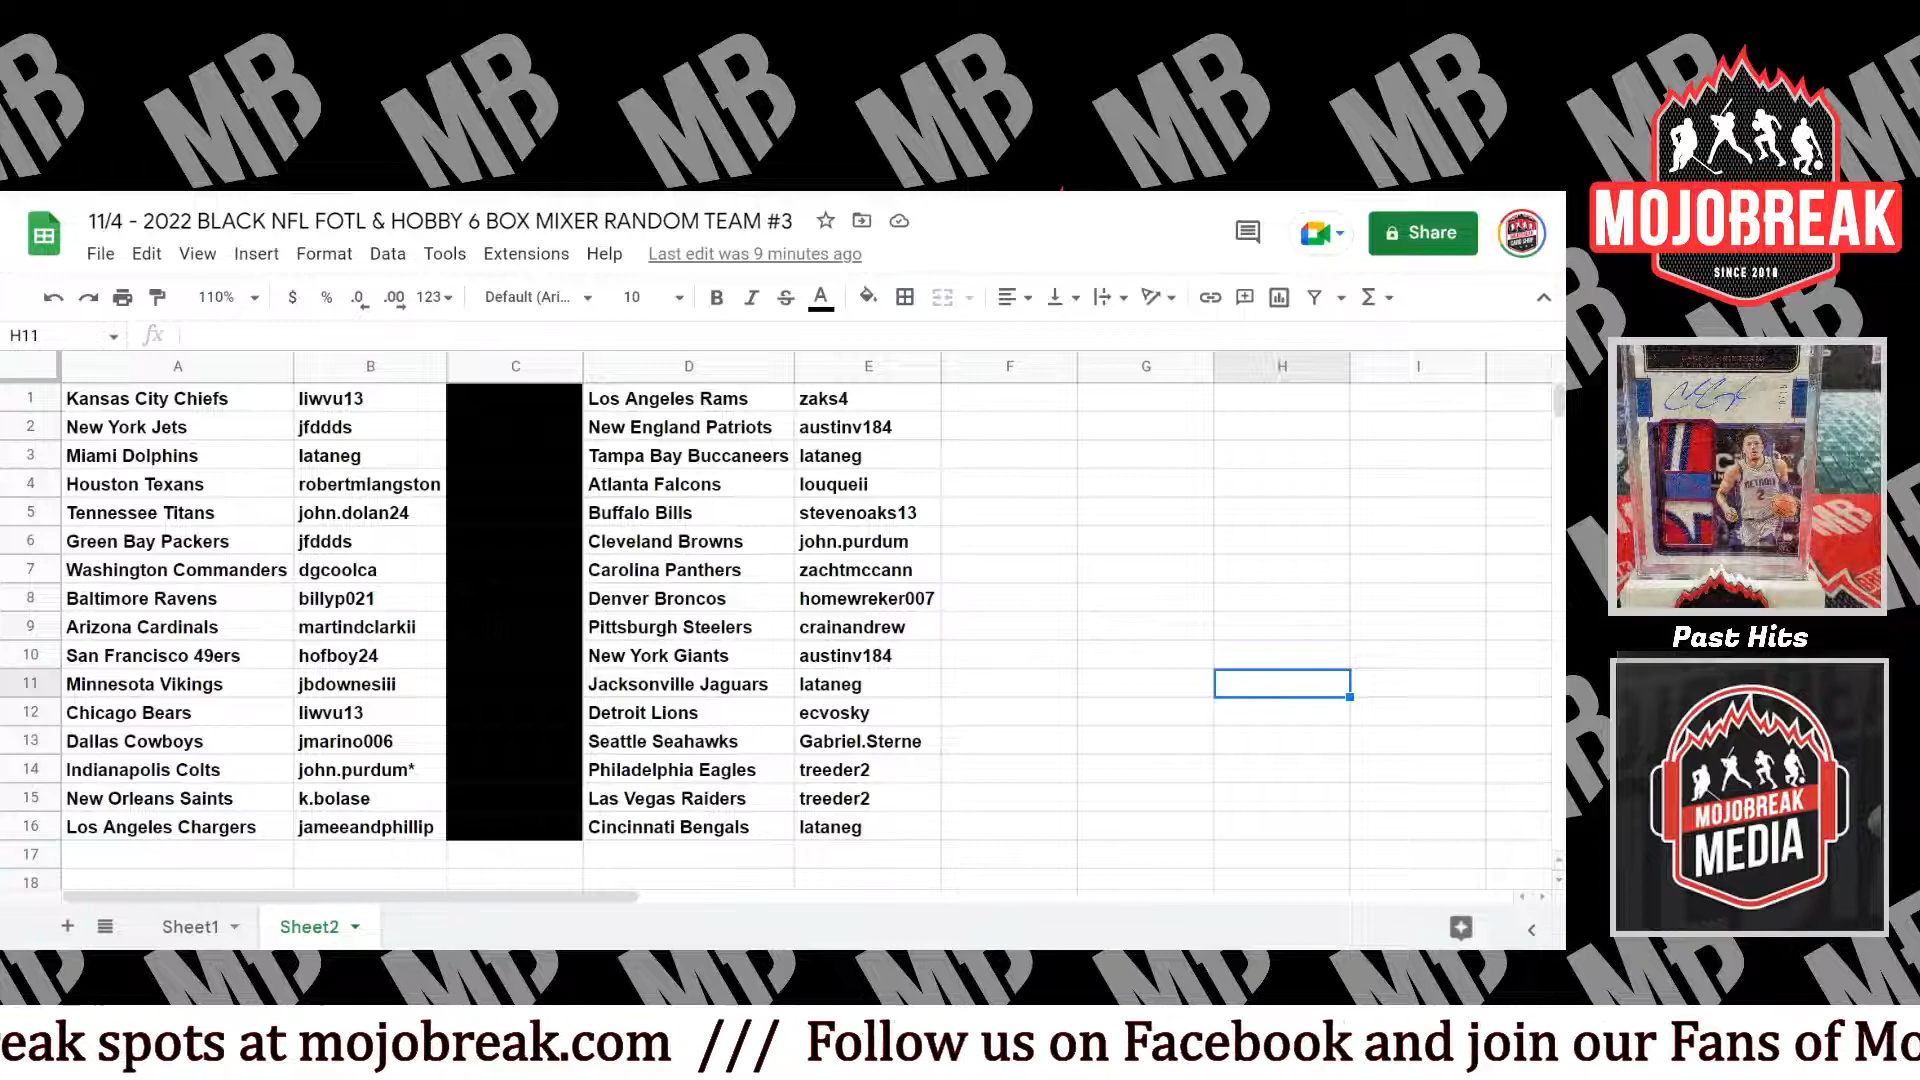 11/4 - 2022 BLACK NFL FOTL & HOBBY 6 BOX MIXER RANDOM TEAM #3
Share
File Edit View Insert Format Data Tools Extensions Help Last edit was 9 minutes ago
110% $ % .0 .00 123 Default (Ari... 10 B I S A
H11 fx
A B C D E F G H I
1 Kansas City Chiefs liwvu13 Los Angeles Rams zaks4
2 New York Jets jfddds New England Patriots austinv184
3 Miami Dolphins lataneg Tampa Bay Buccaneers lataneg
4 Houston Texans robertmlangston Atlanta Falcons louqueii
5 Tennessee Titans john.dolan24 Buffalo Bills stevenoaks13
6 Green Bay Packers jfddds Cleveland Browns john.purdum
7 Washington Commanders dgcoolca Carolina Panthers zachtmccann
8 Baltimore Ravens billyp021 Denver Broncos homewreker007
9 Arizona Cardinals martindclarkii Pittsburgh Steelers crainandrew
10 San Francisco 49ers hofboy24 New York Giants austinv184
11 Minnesota Vikings jbdownesiii Jacksonville Jaguars lataneg
12 Chicago Bears liwvu13 Detroit Lions ecvosky
13 Dallas Cowboys jmarino006 Seattle Seahawks Gabriel.Sterne
14 Indianapolis Colts john.purdum* Philadelphia Eagles treeder2
15 New Orleans Saints k.bolase Las Vegas Raiders treeder2
16 Los Angeles Chargers jameeandphillip Cincinnati Bengals lataneg
17
18
Sheet1 Sheet2
MOJOBREAK
SINCE 2010
DETROIT
2
Past Hits
MOJOBREAK
MEDIA
MB
eak spots at mojobreak.com /// Follow us on Facebook and join our Fans of Mo